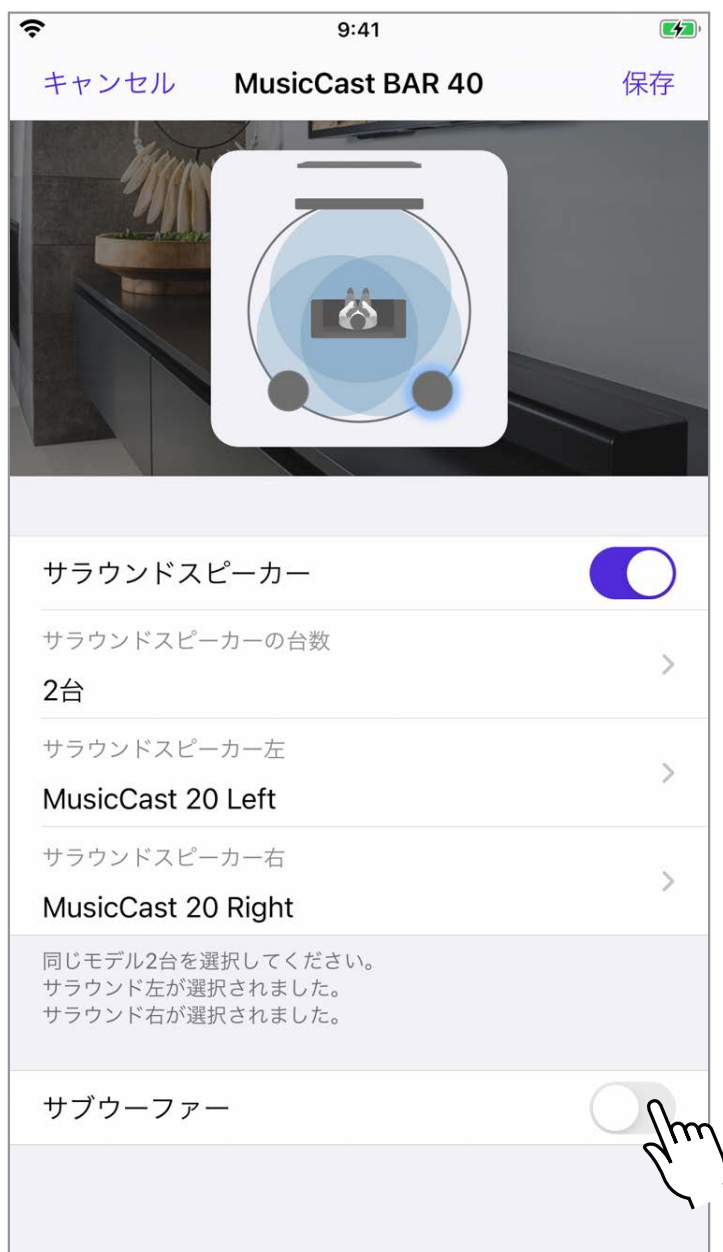 9:41
キャンセル MusicCast BAR 40 保存
サラウンドスピーカー
サラウンドスピーカーの台数
2台
サラウンドスピーカー左
MusicCast 20 Left
サラウンドスピーカー右
MusicCast 20 Right
同じモデル2台を選択してください。
サラウンド左が選択されました。
サラウンド右が選択されました。
サブウーファー